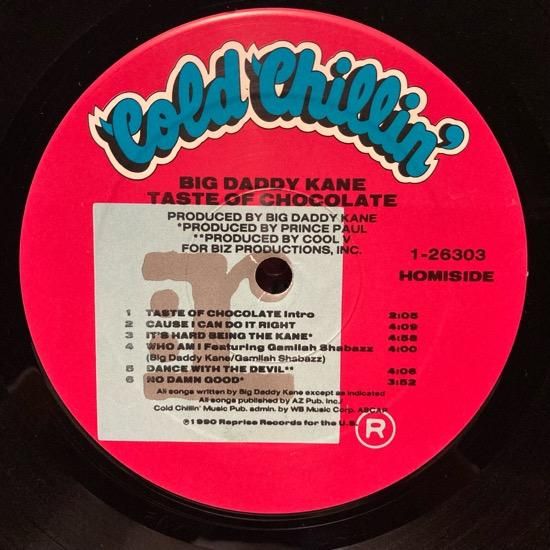 Cold Chillin'
BIG DADDY KANE
TASTE OF CHOCOLATE
PRODUCED BY BIG DADDY KANE
*PRODUCED BY PRINCE PAUL
**PRODUCED BY COOL V
FOR BIZ PRODUCTIONS, INC.
1-26303
HOMISIDE
1 TASTE OF CHOCOLATE Intro 2:05
2 CAUSE I CAN DO IT RIGHT 4:09
3 IT'S HARD BEING THE KANE* 4:58
4 WHO AM I Featuring Gamilah Shabazz 4:00
(Big Daddy Kane/Gamilah Shabazz)
5 DANCE WITH THE DEVIL** 4:06
6 NO DAMN GOOD* 3:52
All songs written by Big Daddy Kane except as indicated
All songs published by AZ Pub. Inc./
Cold Chillin' Music Pub. admin. by WB Music Corp. ASCAP
℗1990 Reprise Records for the U.S.
R
r: